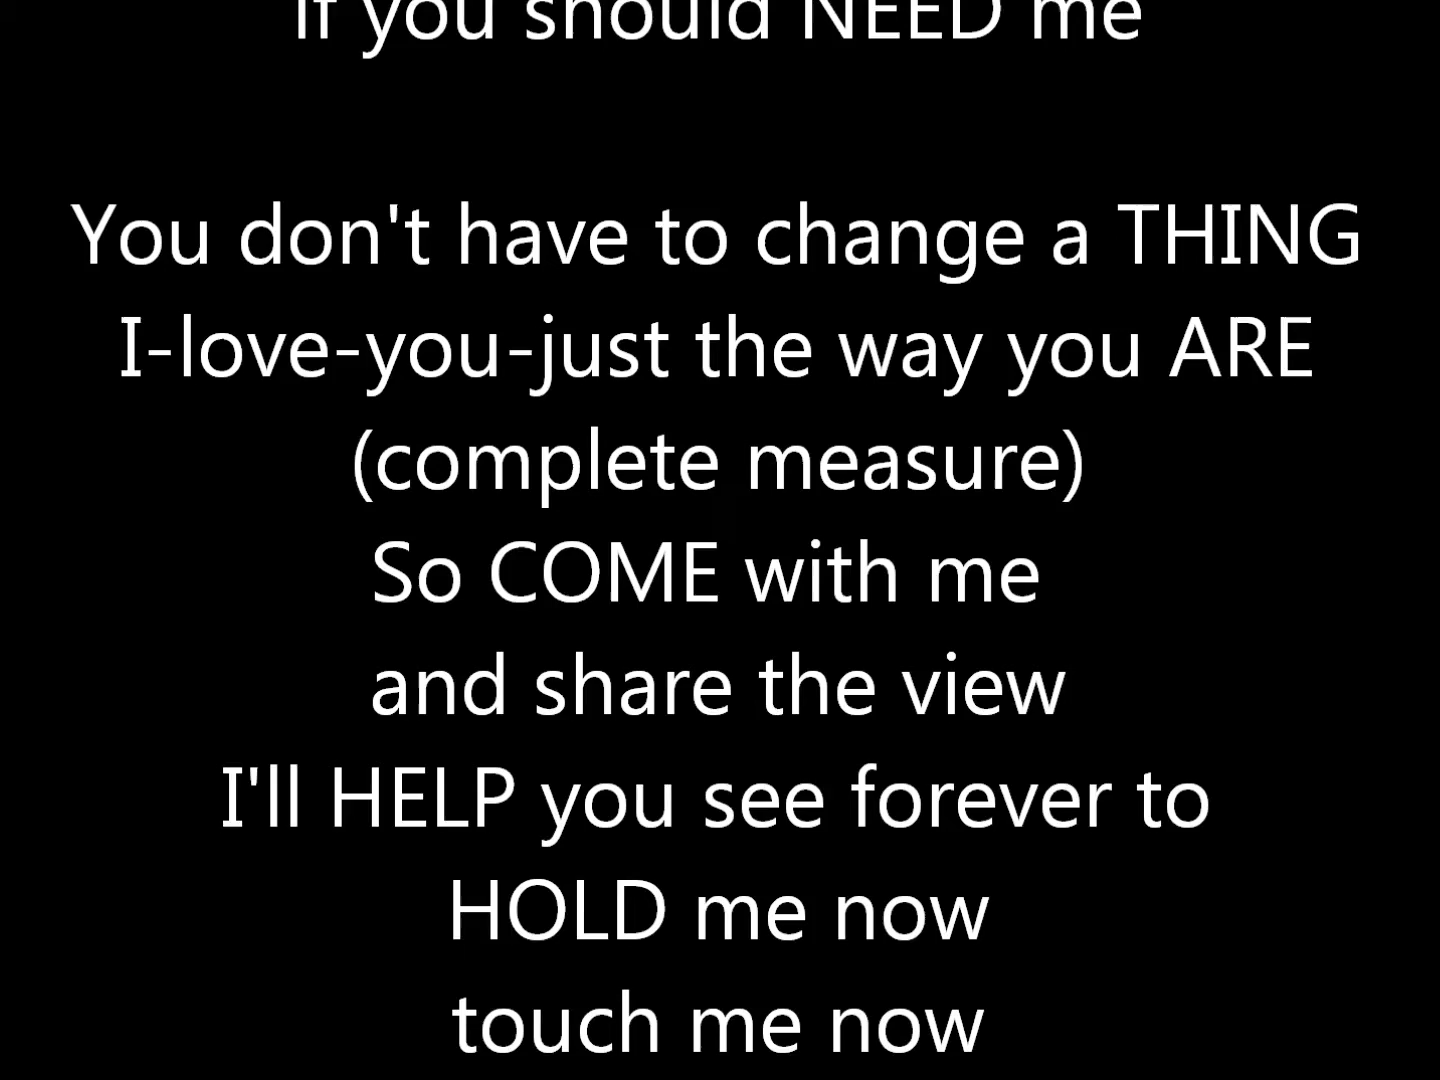 If you should NEED me
You don't have to change a THING
I-love-you-just the way you ARE
(complete measure)
So COME with me
and share the view
I'll HELP you see forever to
HOLD me now
touch me now